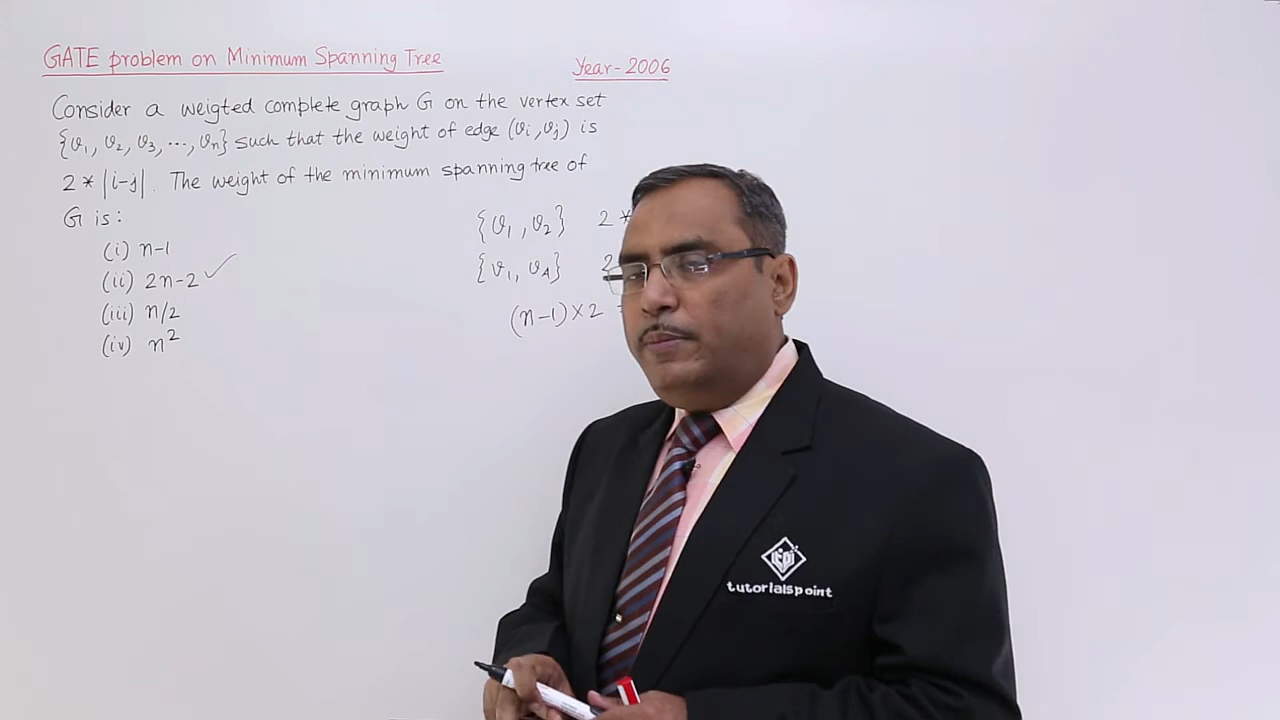 GATE problem on Minimum Spanning Tree
Year-2006
Consider a weigted complete graph G on the vertex set
{v1, v2, v3, ..., vn} such that the weight of edge (vi, vj) is
2 * |i-j|. The weight of the minimum spanning tree of
G is:
(i) n-1
(ii) 2n-2 ✓
(iii) n/2
(iv) n²
{v1, v2} 2 *
{v1, v4} 2
(n-1)×2
tutorialspoint